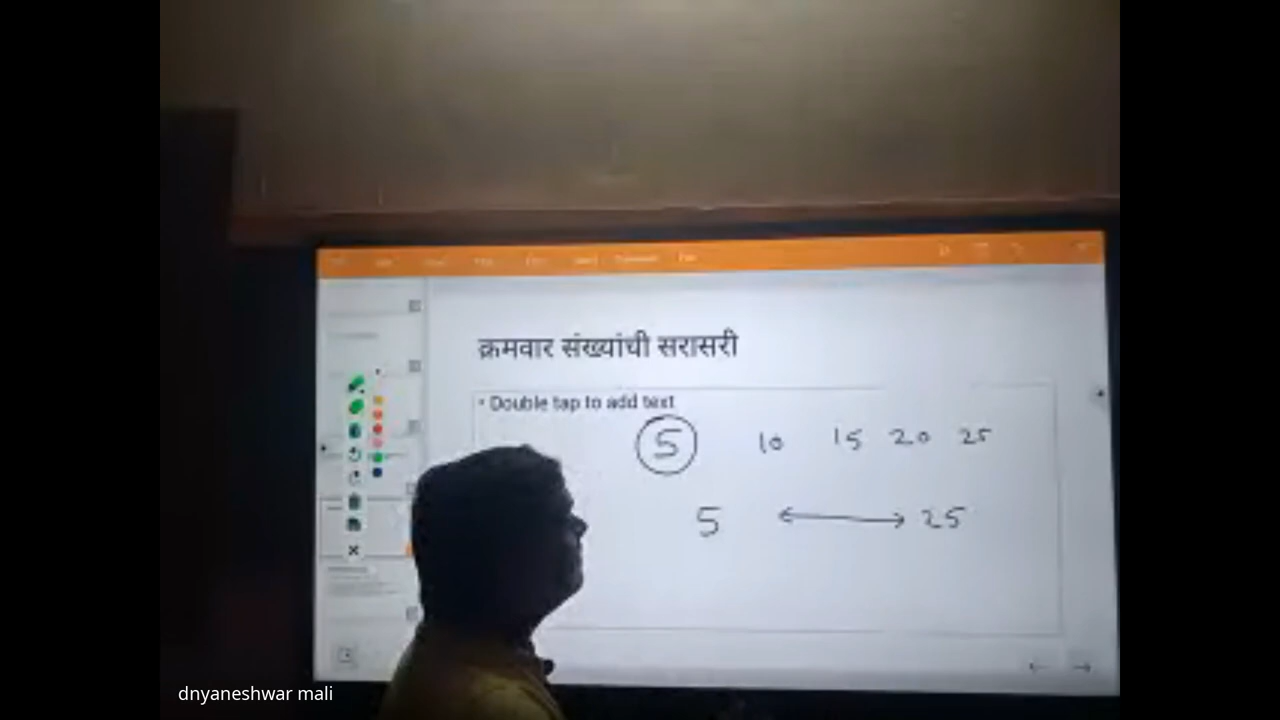 क्रमवार संख्यांची सरासरी
• Double tap to add text
5 10 15 20 25
5 ⟷ 25
dnyaneshwar mali